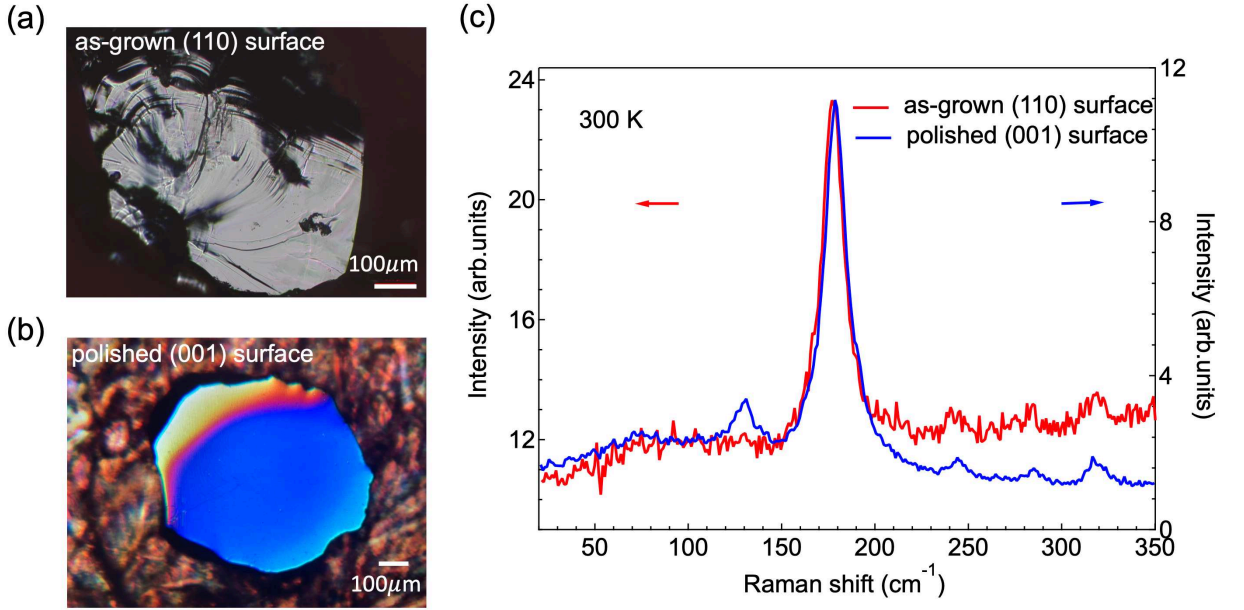 (a)
as-grown (110) surface
100μm
(b)
polished (001) surface
100μm
(c)
300 K
as-grown (110) surface
polished (001) surface
24
20
16
12
Intensity (arb.units)
12
8
4
0
Intensity (arb.units)
50 100 150 200 250 300 350
Raman shift (cm⁻¹)